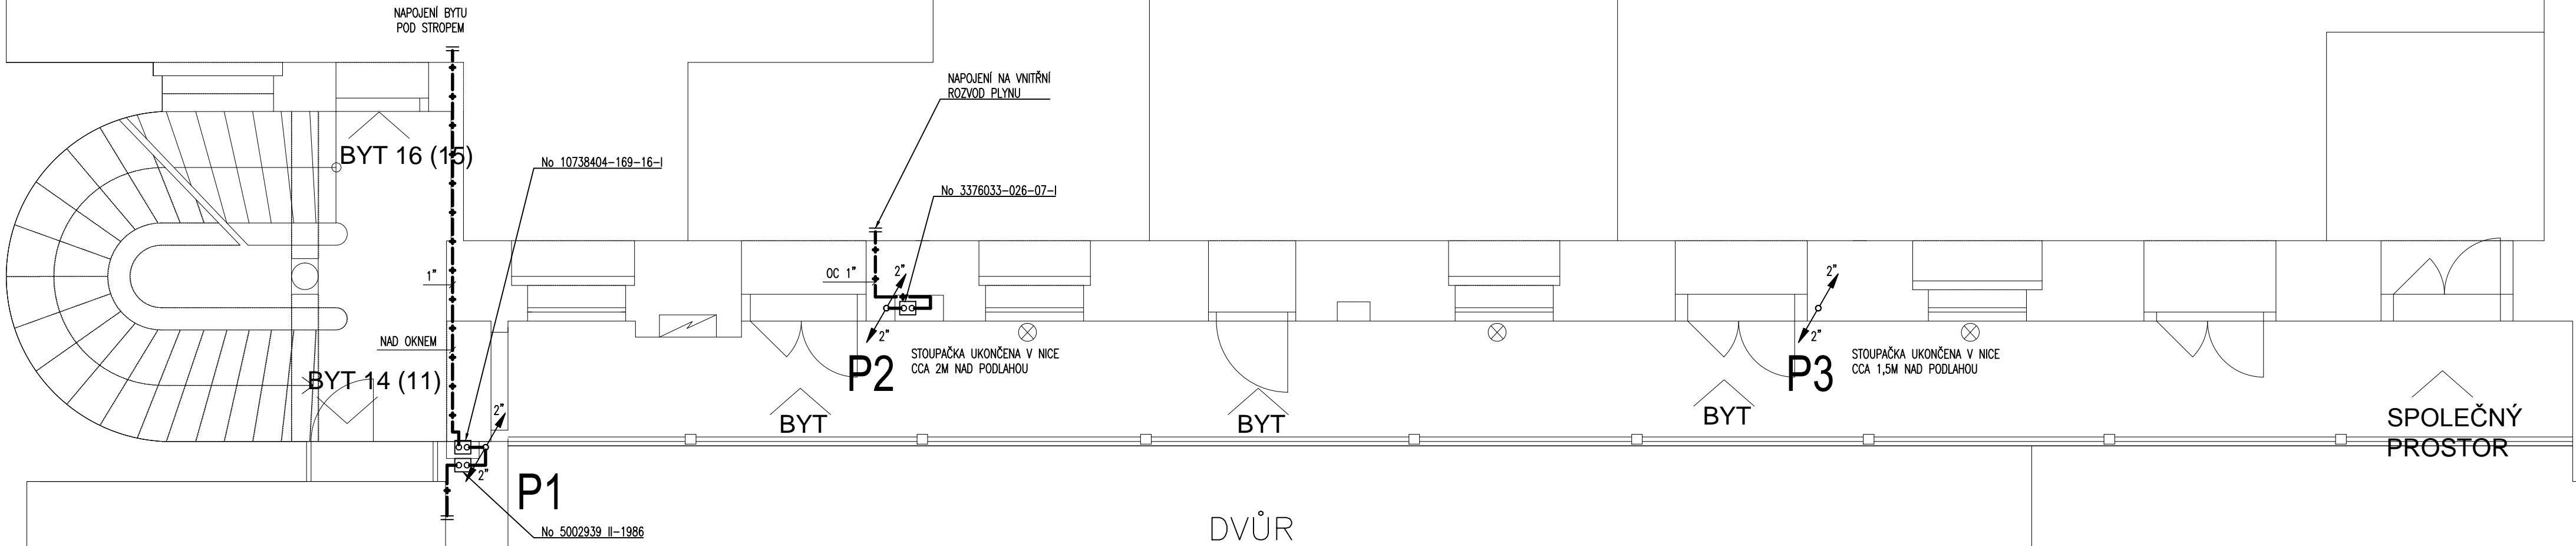 NAPOJENÍ BYTU
POD STROPEM
NAPOJENÍ NA VNITŘNÍ
ROZVOD PLYNU
BYT 16 (15)
No 10738404-169-16-I
No 3376033-026-07-I
1"
OC 1"
2"
2"
2"
2"
NAD OKNEM
BYT 14 (11)
P2
STOUPAČKA UKONČENA V NICE
CCA 2M NAD PODLAHOU
P3
STOUPAČKA UKONČENA V NICE
CCA 1,5M NAD PODLAHOU
2"
BYT
BYT
BYT
SPOLEČNÝ
PROSTOR
2"
P1
No 5002939 II-1986
DVŮR